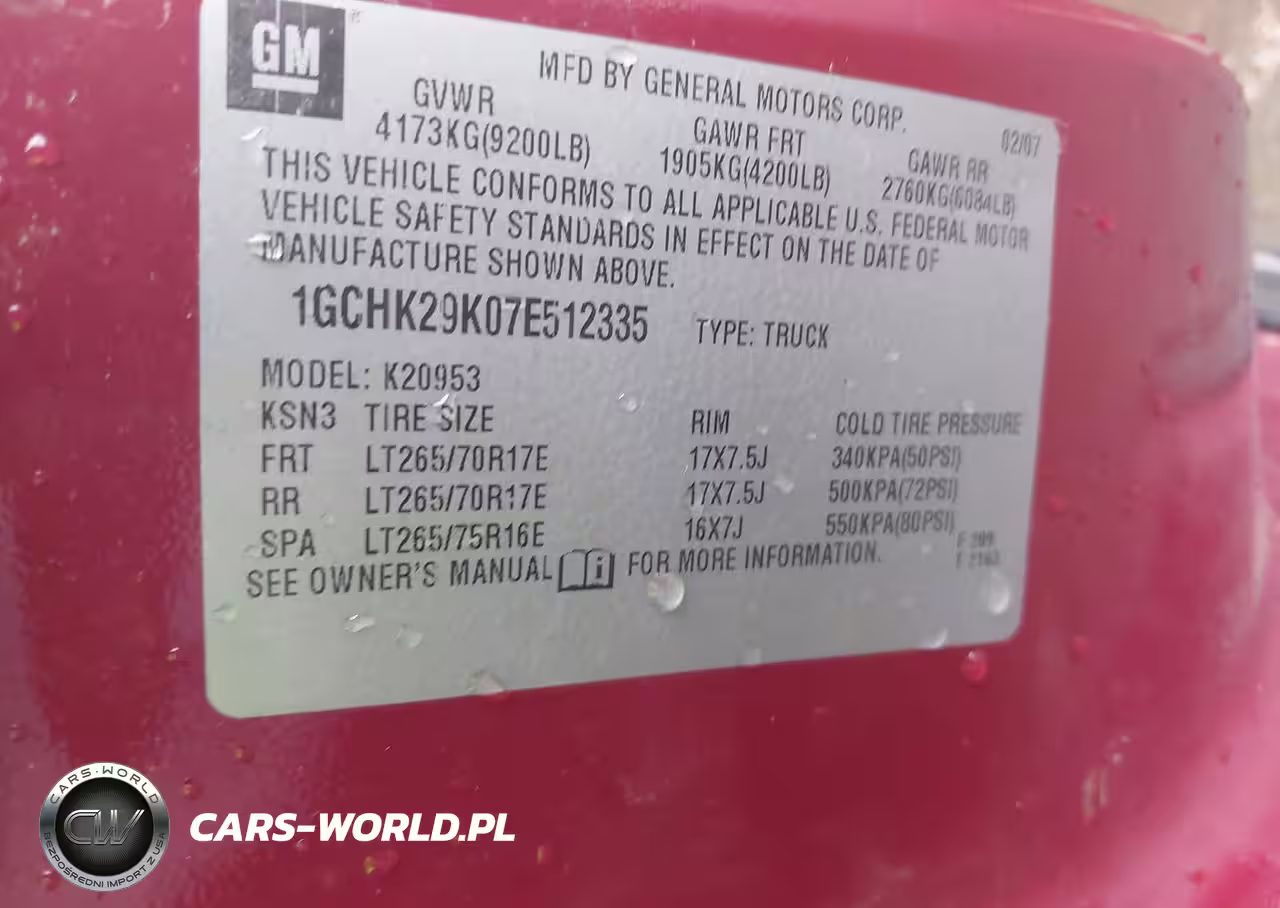 GM
MFD BY GENERAL MOTORS CORP.
02/07
GVWR
GAWR FRT
GAWR RR
4173KG(9200LB)
1905KG(4200LB)
2760KG(6084LB)
THIS VEHICLE CONFORMS TO ALL APPLICABLE U.S. FEDERAL MOTOR
VEHICLE SAFETY STANDARDS IN EFFECT ON THE DATE OF
MANUFACTURE SHOWN ABOVE.
1GCHK29K07E512335 TYPE: TRUCK
MODEL: K20953
KSN3 TIRE SIZE RIM COLD TIRE PRESSURE
FRT LT265/70R17E 17X7.5J 340KPA(50PSI)
RR LT265/70R17E 17X7.5J 500KPA(72PSI)
SPA LT265/75R16E 16X7J 550KPA(80PSI)
SEE OWNER'S MANUAL i FOR MORE INFORMATION.
CARS-WORLD
CW
BEZPOŚREDNI IMPORT Z USA
CARS-WORLD.PL